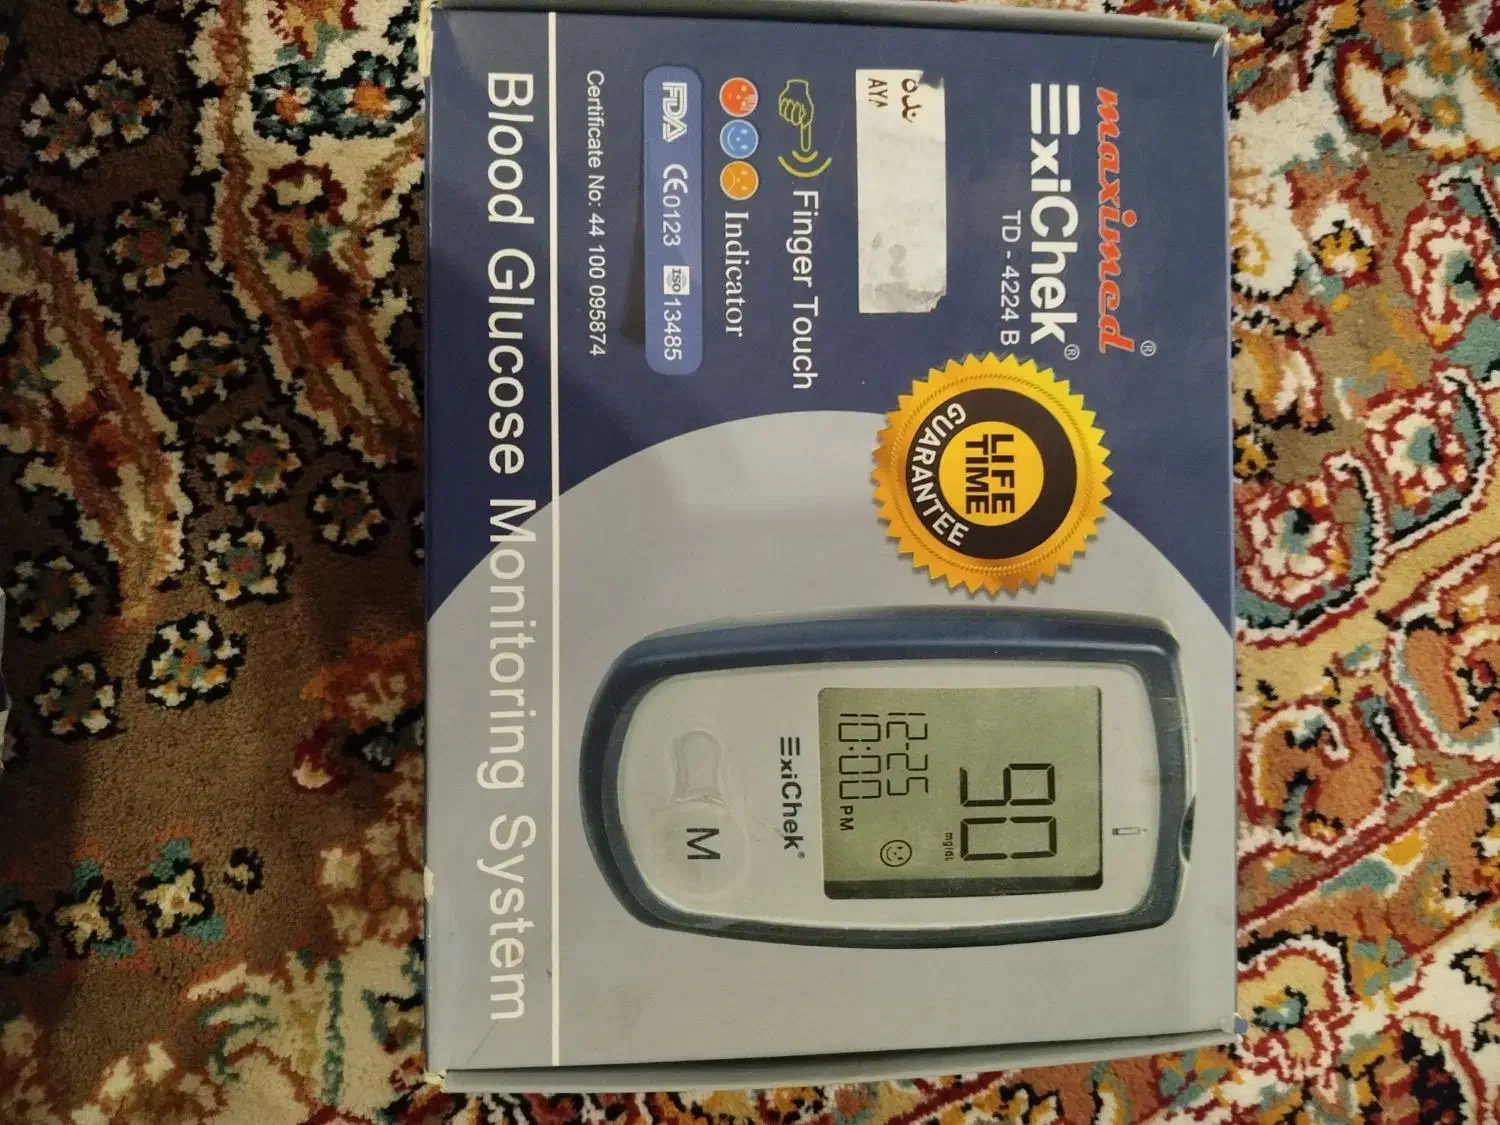 maximed®
ExiChek®
TD - 4224 B
LIFE
TIME
GUARANTEE
۸۷۸
Finger Touch
Indicator
FDA CE0123 ISO 13485
Certificate No: 44 100 095874
90
mg/dL
12-25
10:00 PM
ExiChek®
M
Blood Glucose Monitoring System